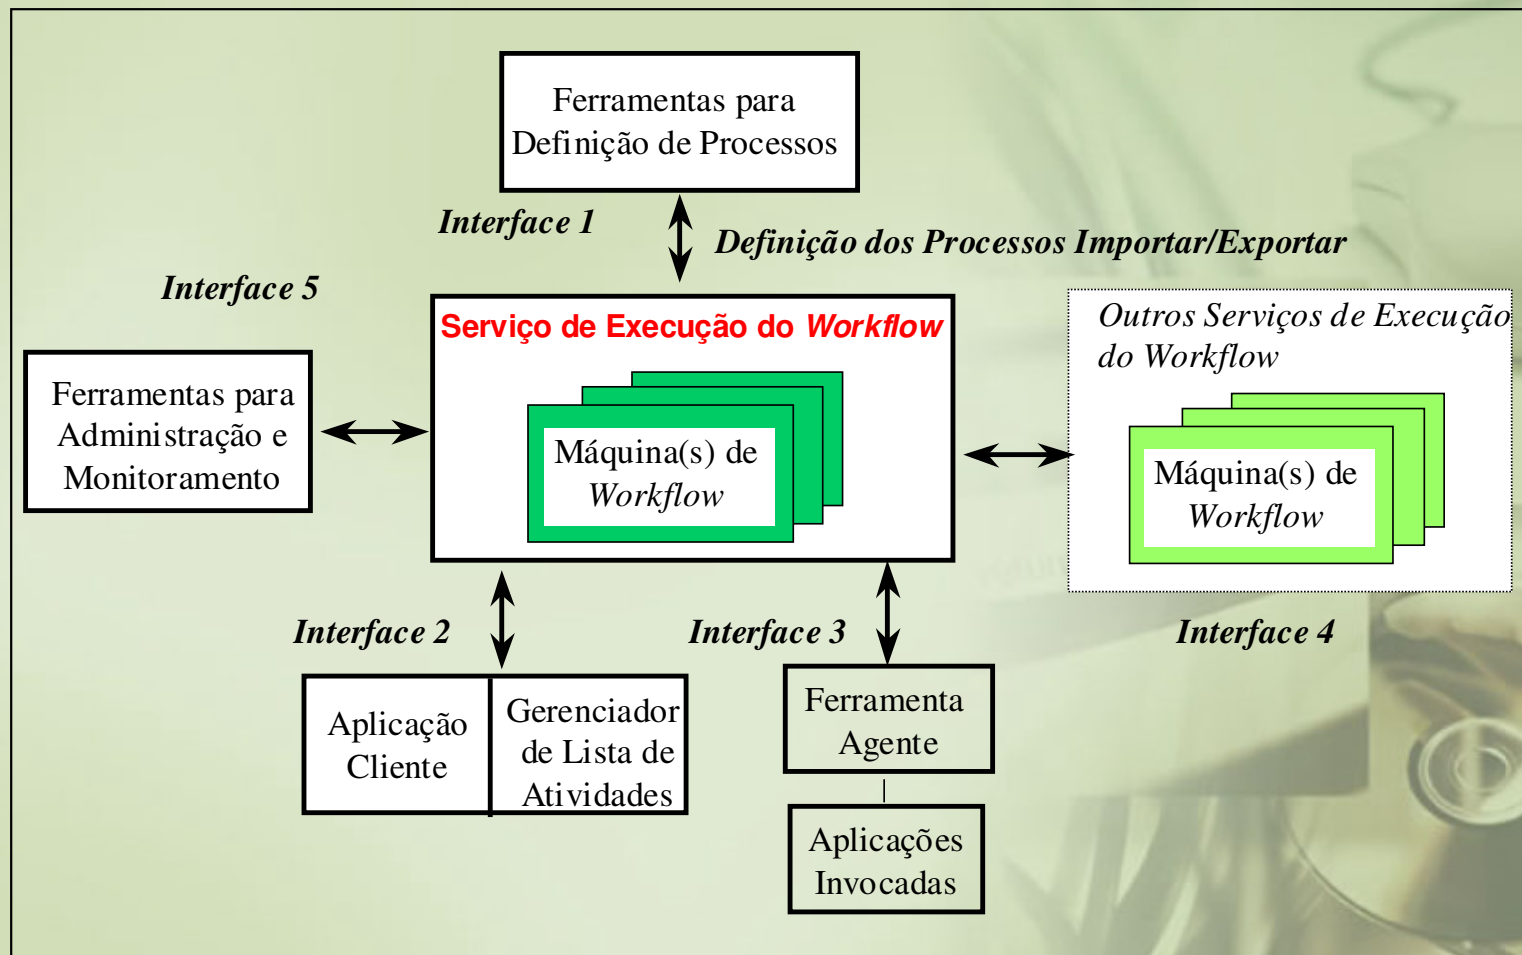 Ferramentas para
Definição de Processos
Interface 1
Definição dos Processos Importar/Exportar
Interface 5
Serviço de Execução do Workflow
Outros Serviços de Execução
do Workflow
Ferramentas para
Administração e
Monitoramento
Máquina(s) de
Workflow
Máquina(s) de
Workflow
Interface 2
Interface 3
Interface 4
Aplicação
Cliente
Gerenciador
de Lista de
Atividades
Ferramenta
Agente
Aplicações
Invocadas